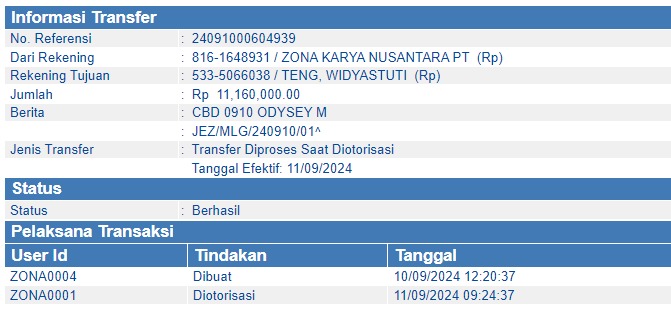 Informasi Transfer
No. Referensi : 24091000604939
Dari Rekening : 816-1648931 / ZONA KARYA NUSANTARA PT (Rp)
Rekening Tujuan : 533-5066038 / TENG, WIDYASTUTI (Rp)
Jumlah : Rp 11,160,000.00
Berita : CBD 0910 ODYSEY M
: JEZ/MLG/240910/01^
Jenis Transfer : Transfer Diproses Saat Diotorisasi
Tanggal Efektif: 11/09/2024
Status
Status : Berhasil
Pelaksana Transaksi
User Id Tindakan Tanggal
ZONA0004 Dibuat 10/09/2024 12:20:37
ZONA0001 Diotorisasi 11/09/2024 09:24:37